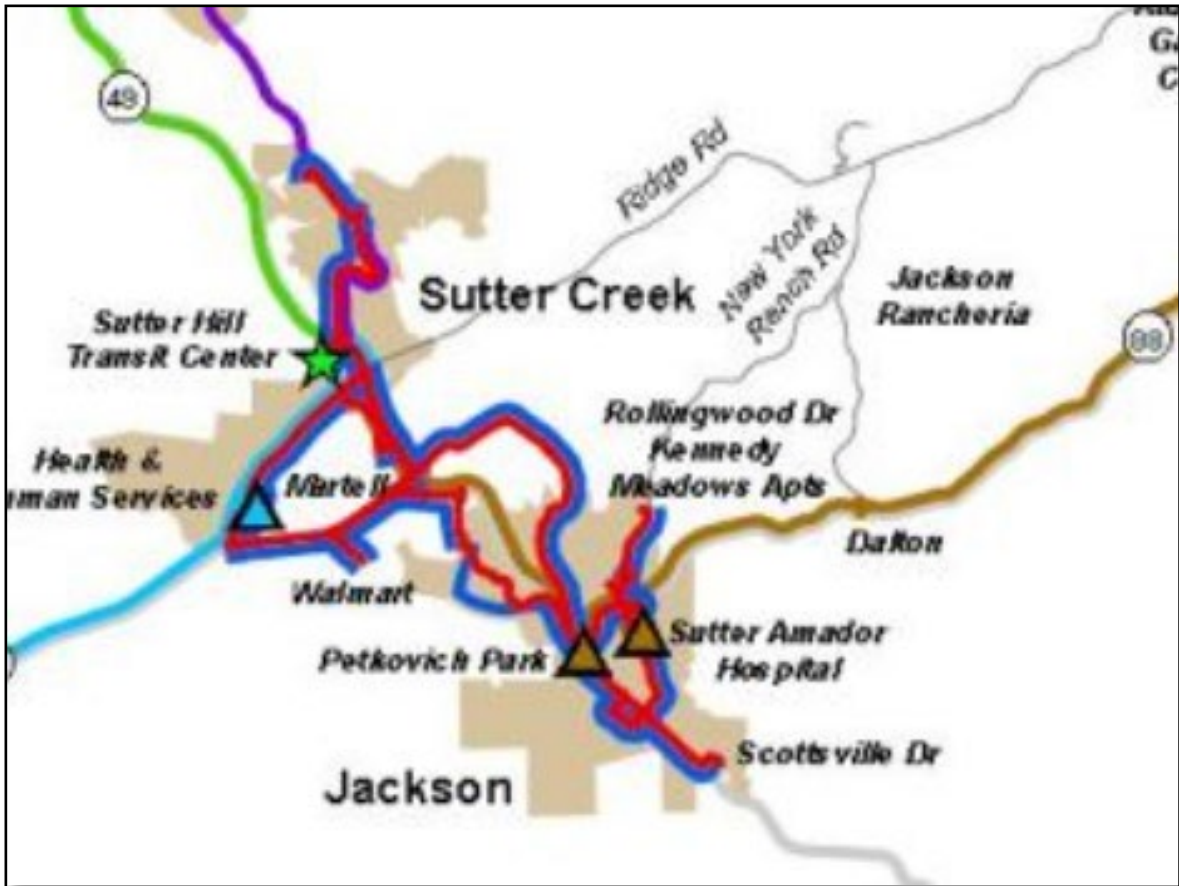 49
Ridge Rd
New York
Ranch Rd
Jackson
Rancheria
88
Sutter Creek
Sutter Hill
Transit Center
Rollingwood Dr
Kennedy
Meadows Apts
Health &
Services
Martell
Dalton
Walmart
Sutter Amador
Hospital
Petkovich Park
Scottsville Dr
Jackson